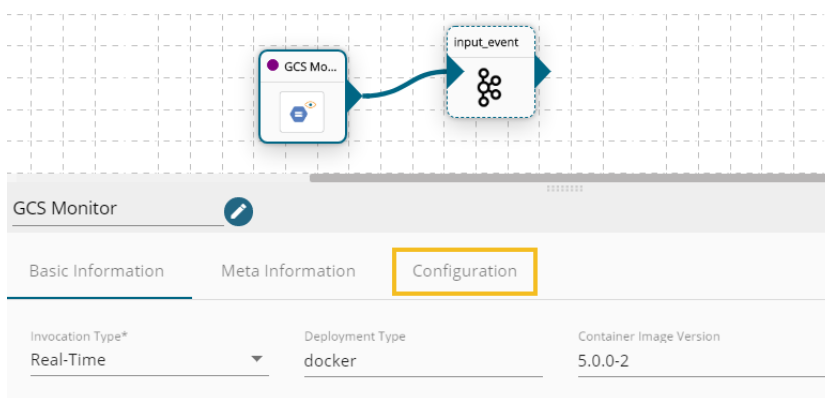 input_event
GCS Mo...
GCS Monitor
Basic Information
Meta Information
Configuration
Invocation Type*
Deployment Type
Container Image Version
Real-Time
docker
5.0.0-2